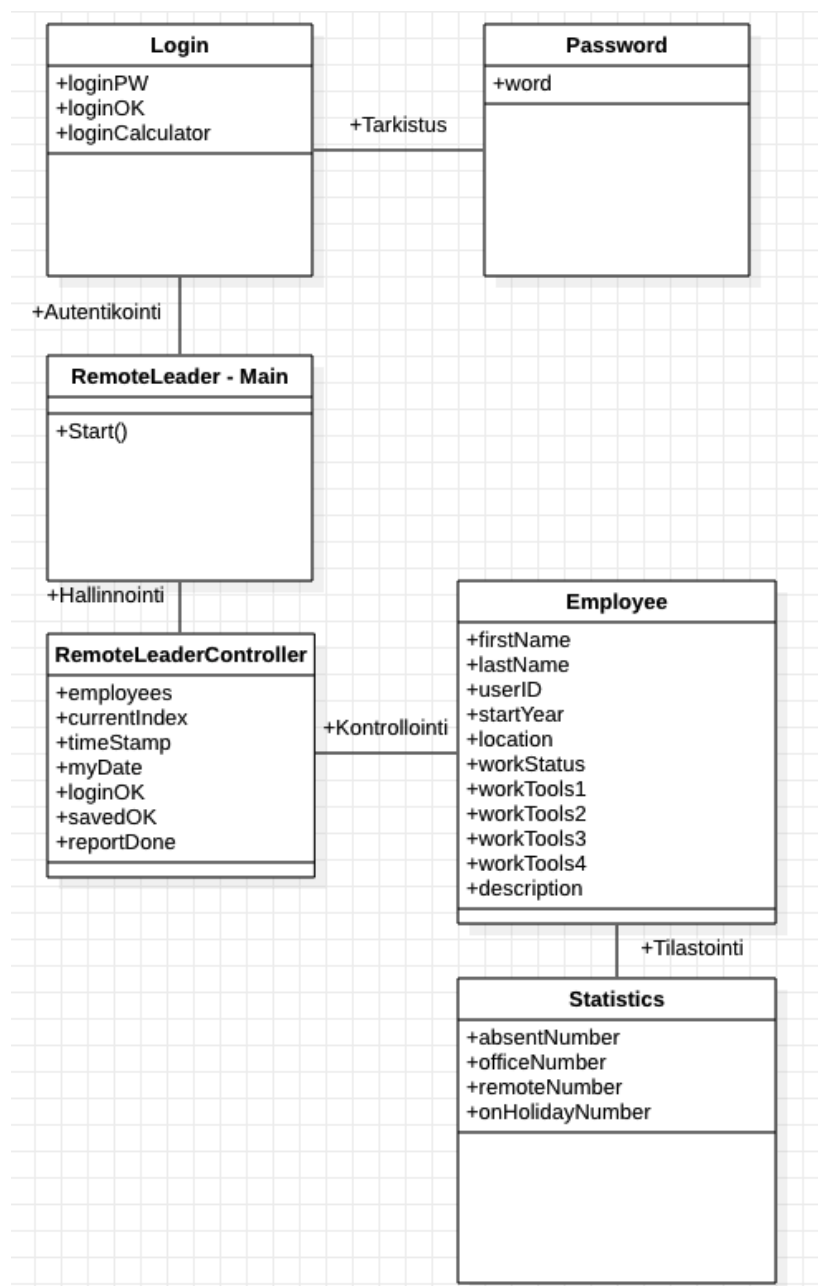 Login
+loginPW
+loginOK
+loginCalculator
+Tarkistus
Password
+word
+Autentikointi
RemoteLeader - Main
+Start()
+Hallinnointi
RemoteLeaderController
+employees
+currentIndex
+timeStamp
+myDate
+loginOK
+savedOK
+reportDone
+Kontrollointi
Employee
+firstName
+lastName
+userID
+startYear
+location
+workStatus
+workTools1
+workTools2
+workTools3
+workTools4
+description
+Tilastointi
Statistics
+absentNumber
+officeNumber
+remoteNumber
+onHolidayNumber